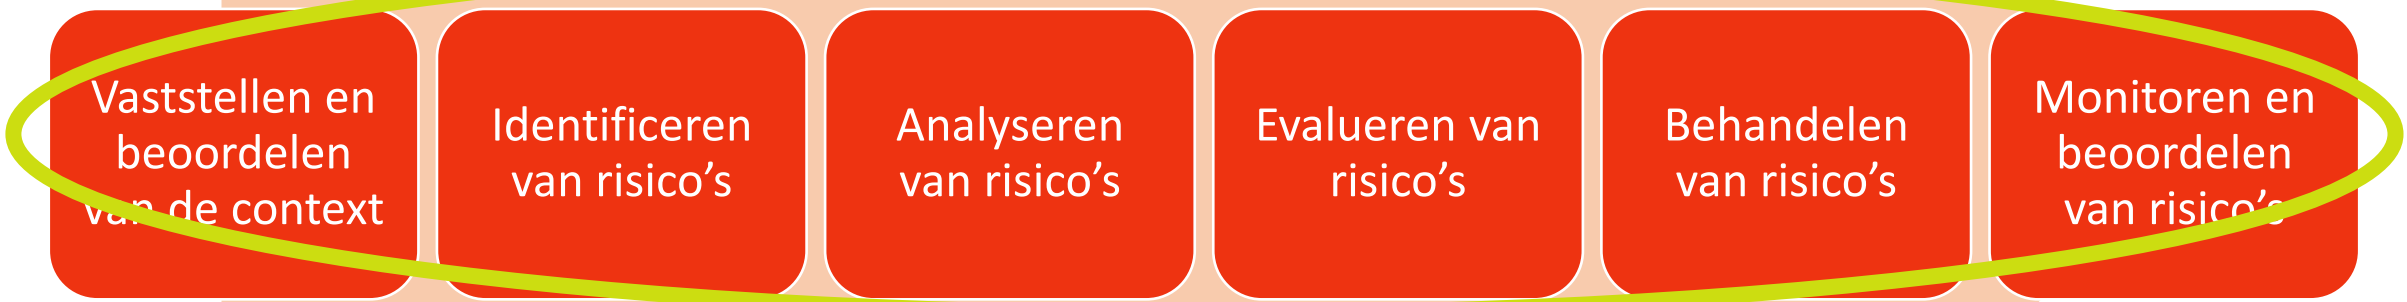 Vaststellen en
beoordelen
van de context
Identificeren
van risico’s
Analyseren
van risico’s
Evalueren van
risico’s
Behandelen
van risico’s
Monitoren en
beoordelen
van risico’s